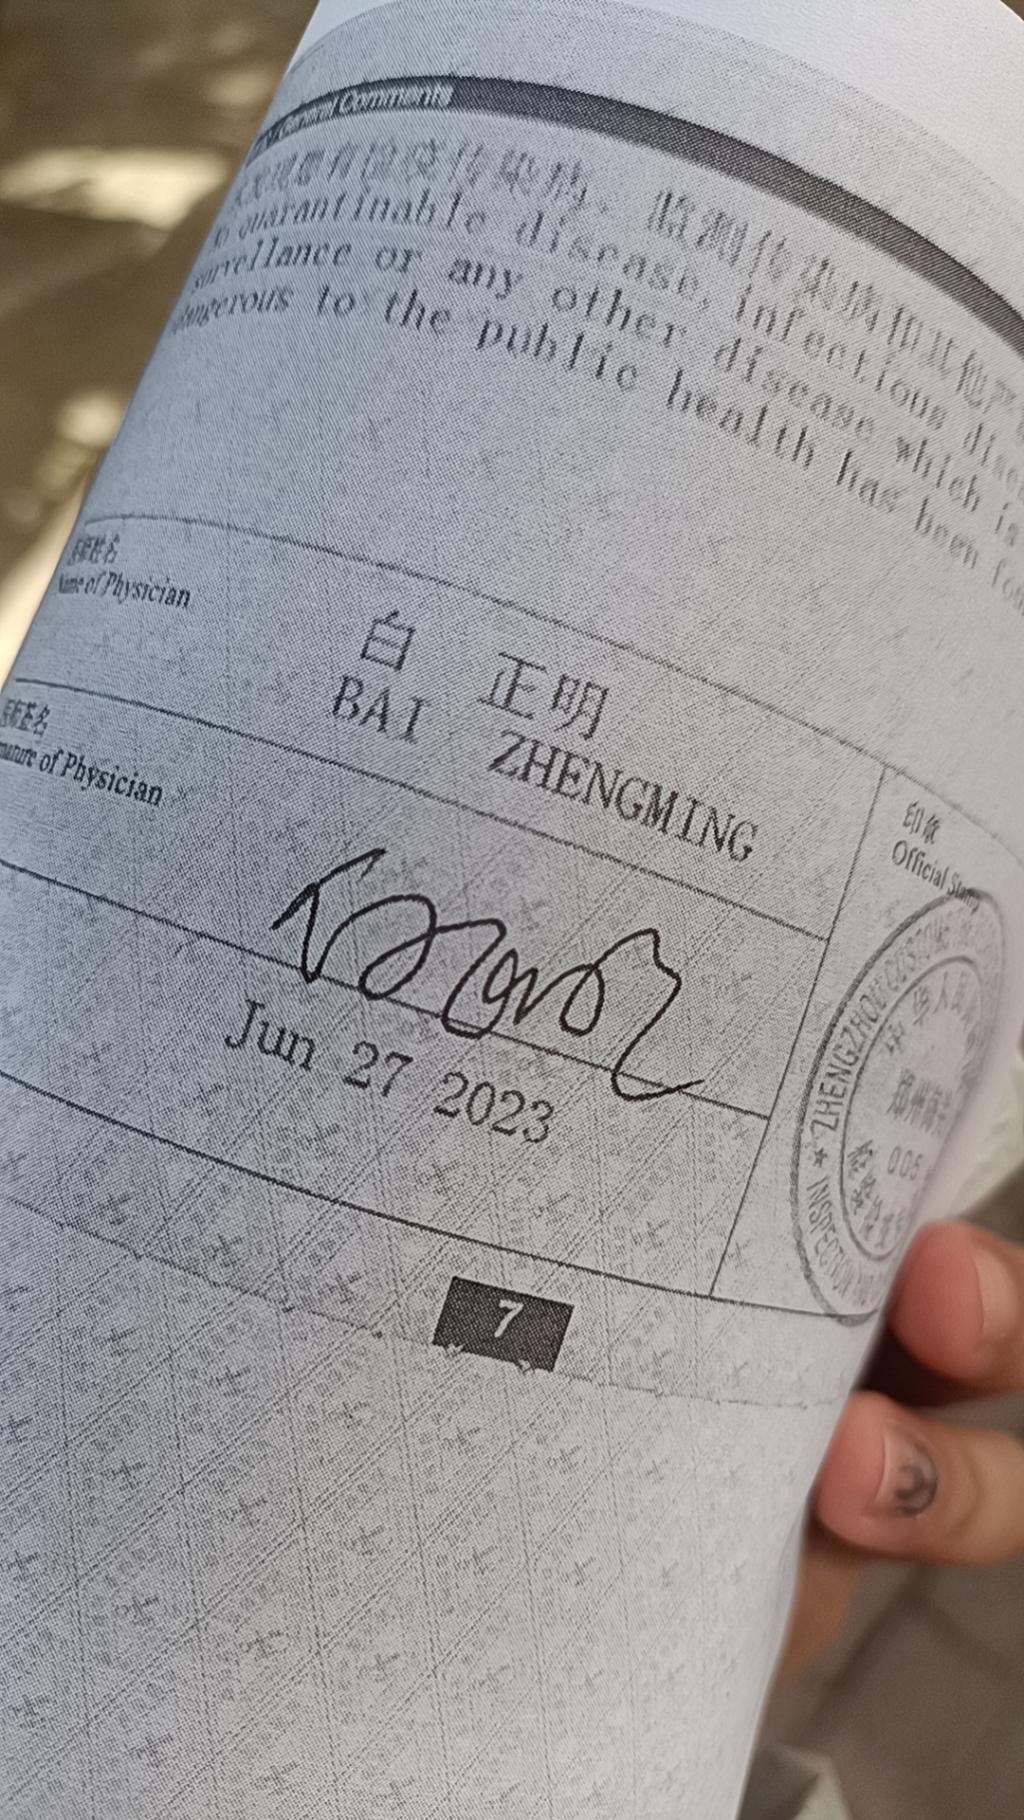 General Comments
未发现患有检疫传染病、监测传染病和其他严
No quarantinable disease, infectious
survellance or any other disease which is
dangerous to the public health has been
医师姓名
Name of Physician
白 正明
BAI ZHENGMING
医师签名
Signature of Physician
印章
Official Stamp
Jun 27 2023
ZHENGZHOU CUSTOMS
INSPECTION AND
郑州海关
005
7